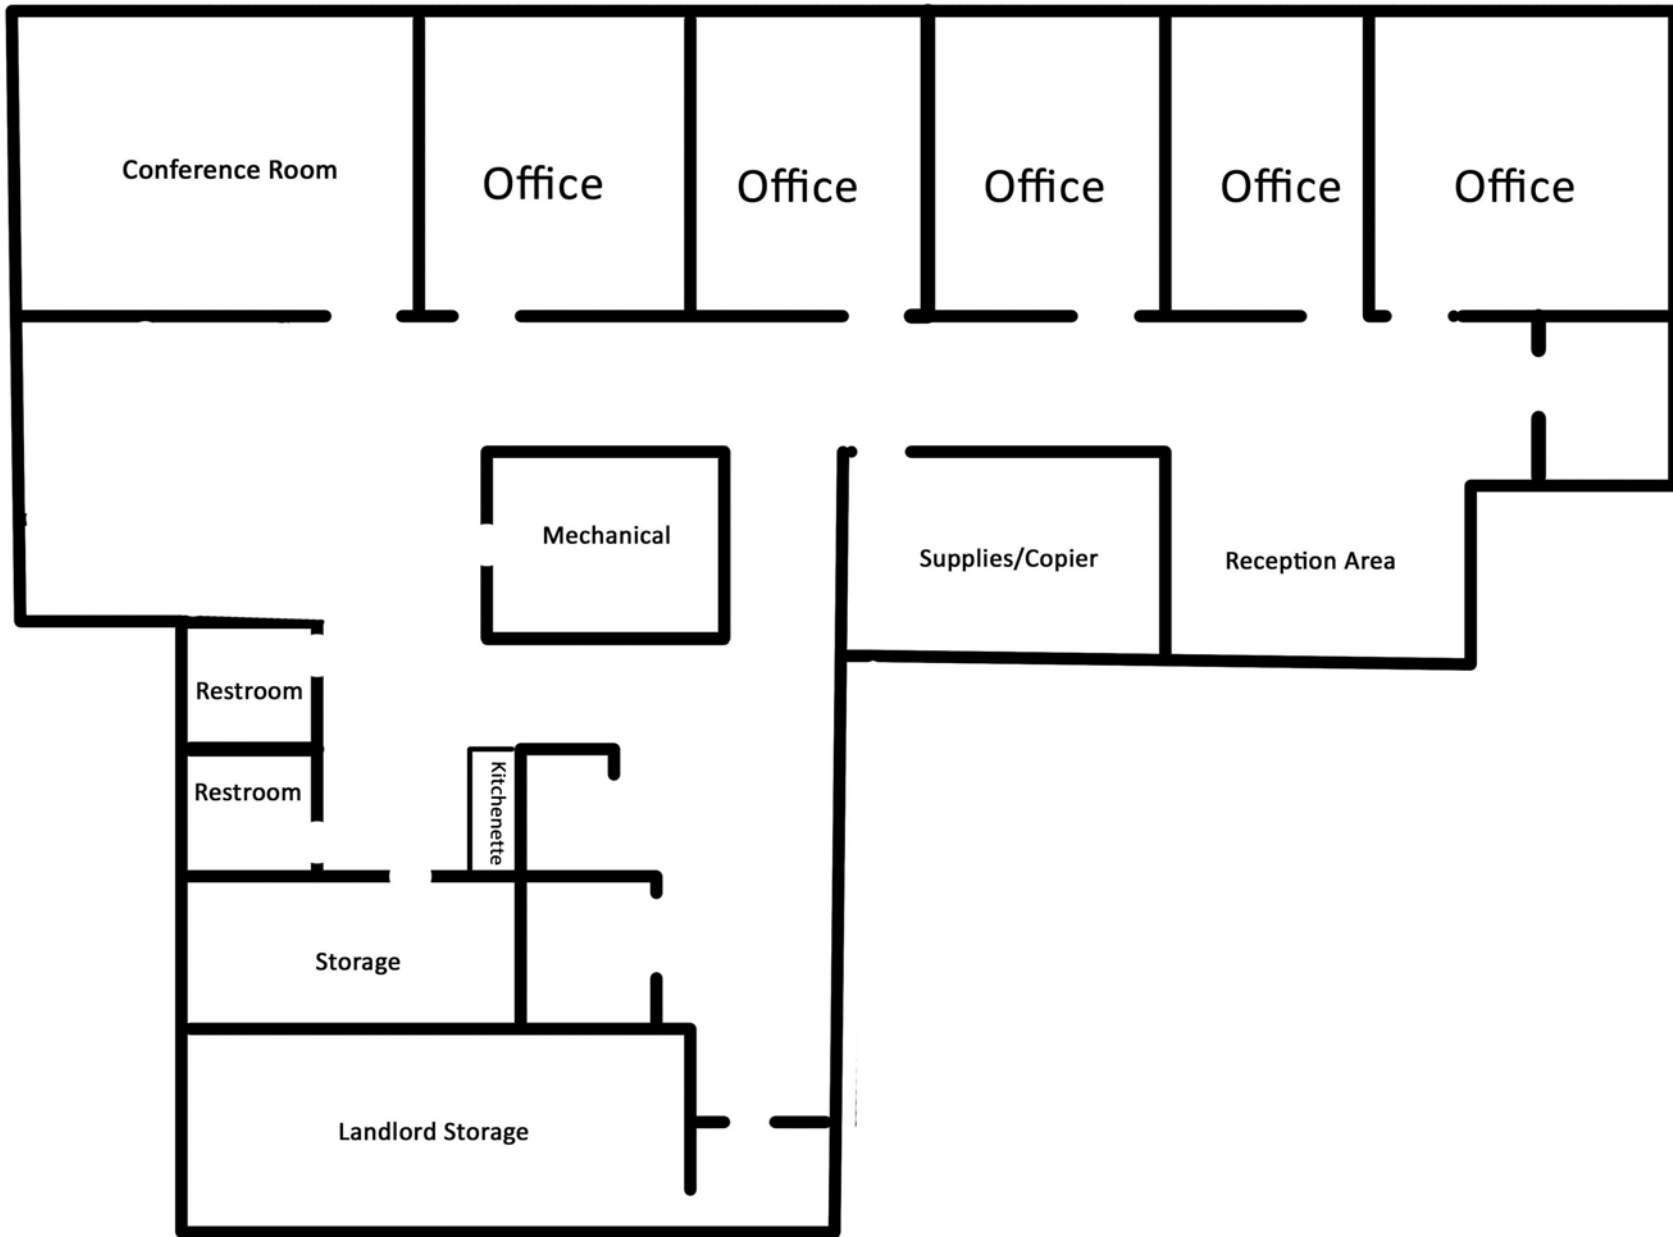 Conference Room
Office
Office
Office
Office
Office
Mechanical
Supplies/Copier
Reception Area
Restroom
Restroom
Kitchenette
Storage
Landlord Storage